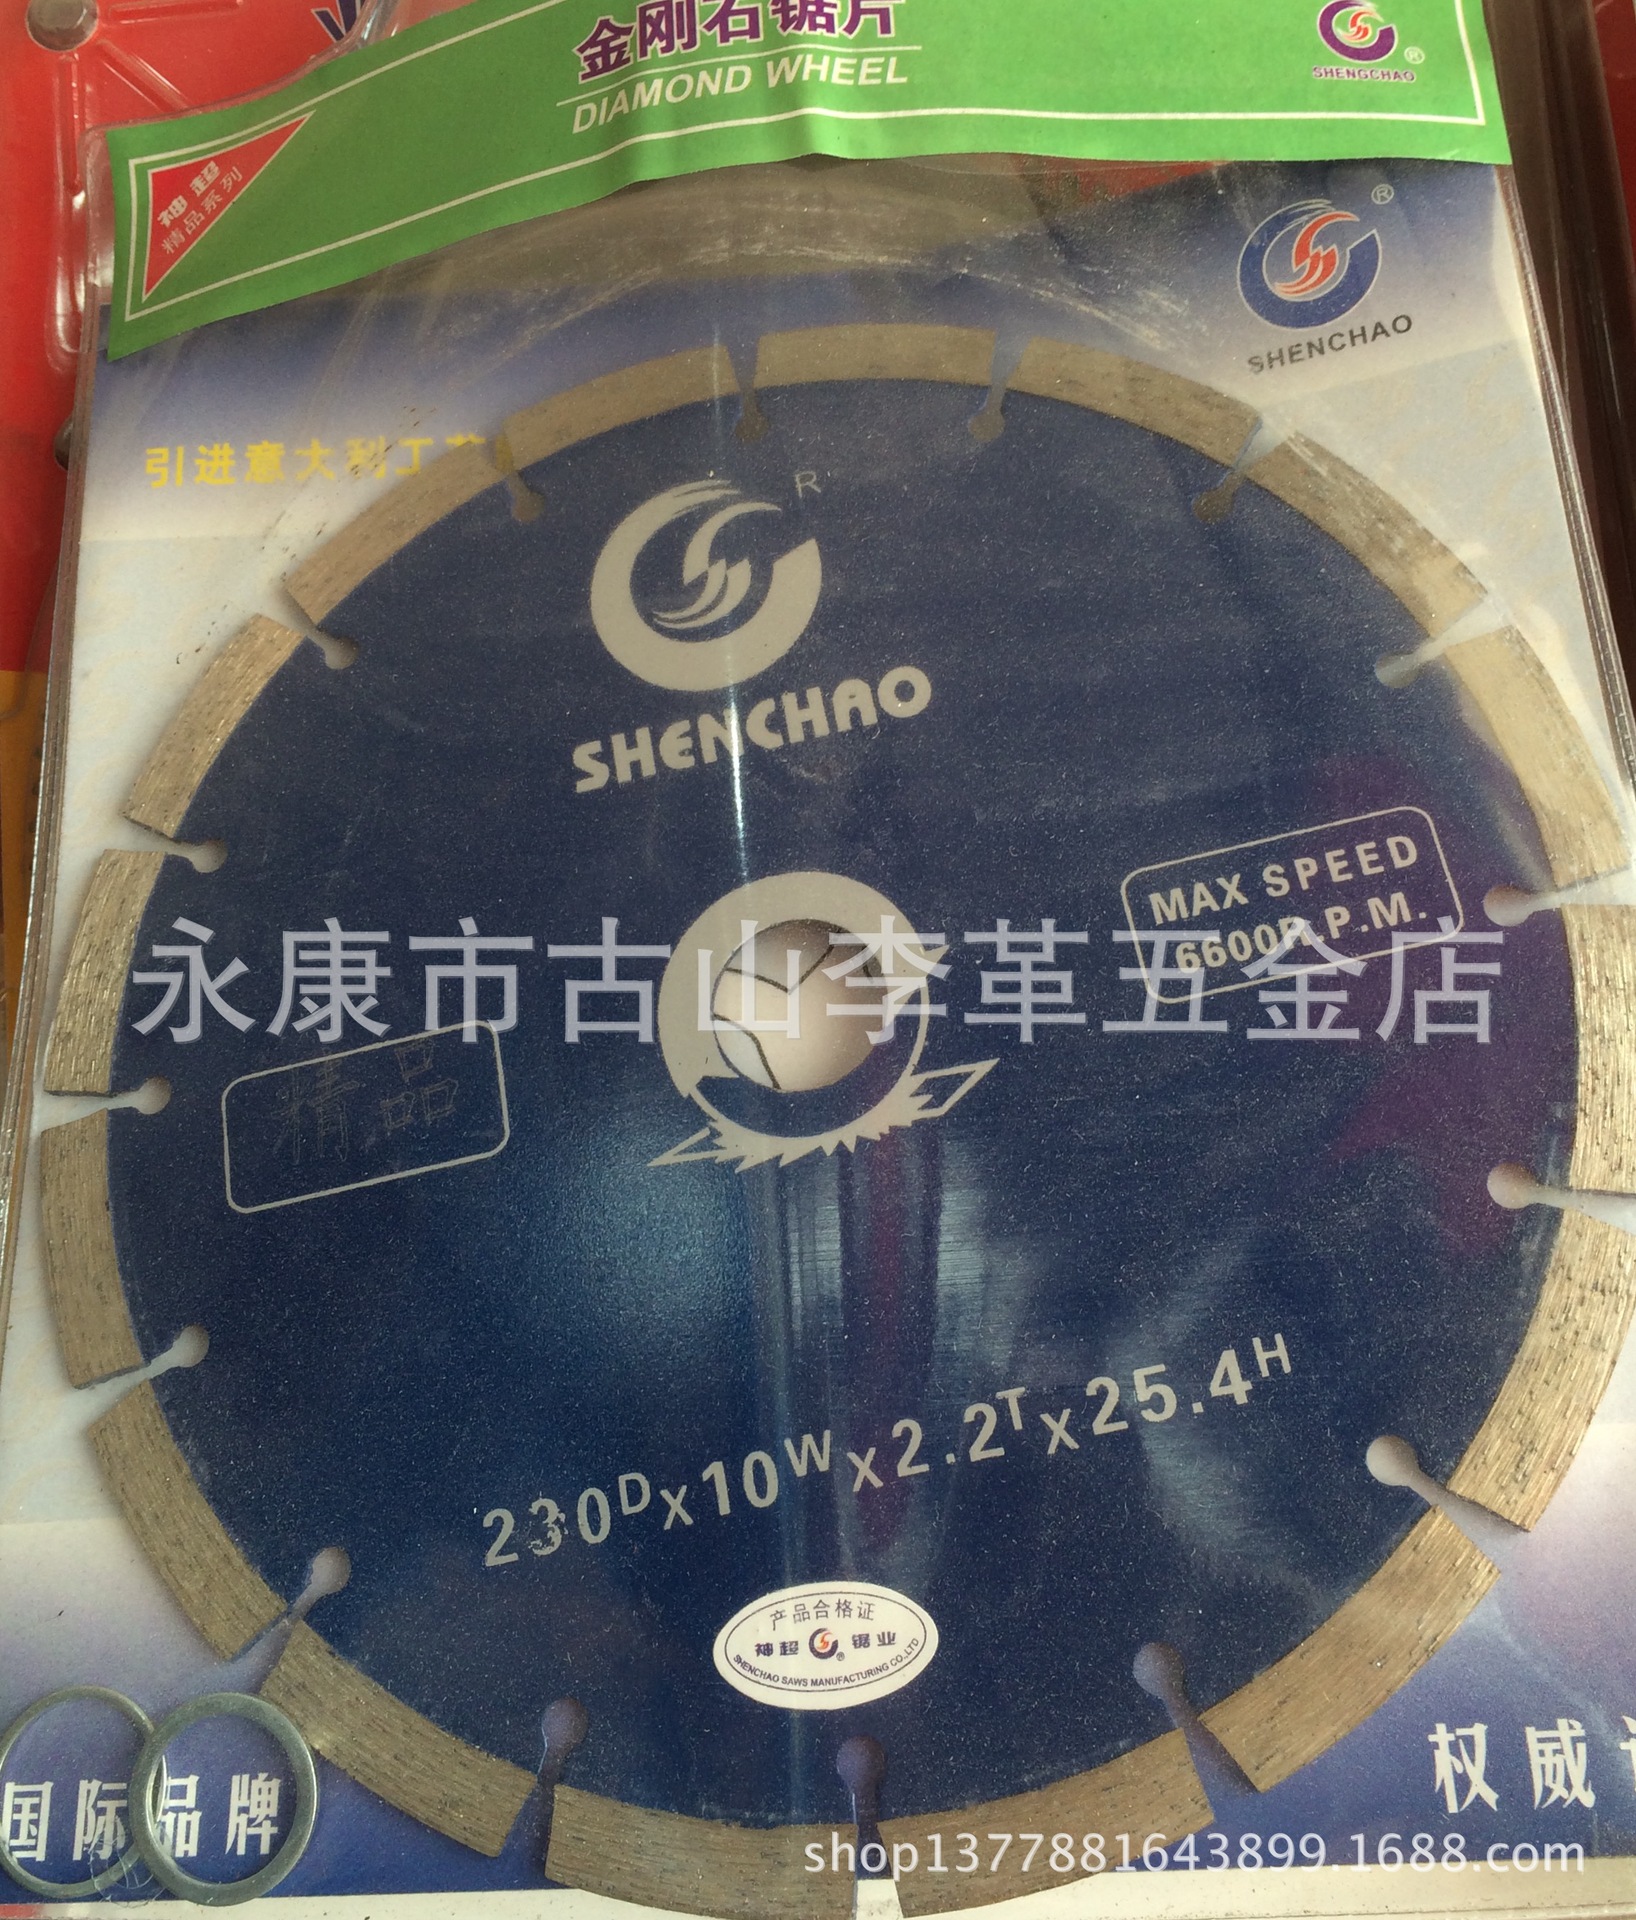 金刚石锯片
DIAMOND WHEEL
SHENGCHAO
®
神超
精品系列
®
SHENCHAO
引进意大利工艺
R
SHENCHAO
MAX SPEED
6600R.P.M.
永康市古山李革五金店
精品
230D x 10W x 2.2T x 25.4H
产品合格证
神超 ® 锯业
SHENCHAO SAWS MANUFACTURING CO.,LTD
国际品牌
权威
shop1377881643899.1688.com